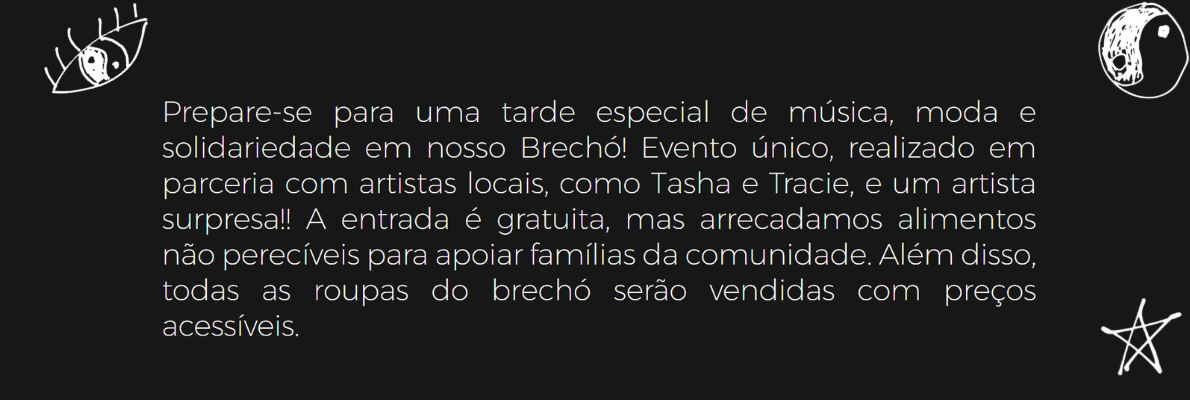 Prepare-se para uma tarde especial de música, moda e
solidariedade em nosso Brechó! Evento único, realizado em
parceria com artistas locais, como Tasha e Tracie, e um artista
surpresa!! A entrada é gratuita, mas arrecadamos alimentos
não perecíveis para apoiar famílias da comunidade. Além disso,
todas as roupas do brechó serão vendidas com preços
acessíveis.